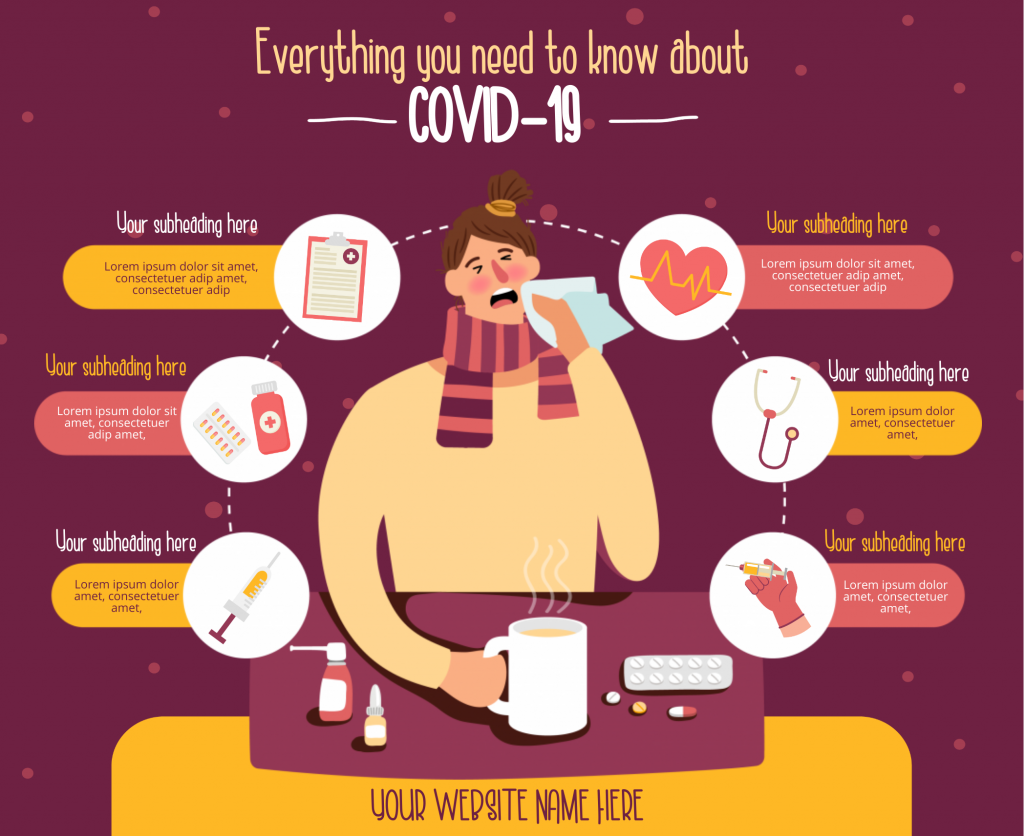 Everything you need to know about
COVID-19
Your subheading here
Lorem ipsum dolor sit amet,
consectetuer adip amet,
consectetuer adip
Your subheading here
Lorem ipsum dolor sit amet,
consectetuer adip amet,
consectetuer adip
Your subheading here
Lorem ipsum dolor sit
amet, consectetuer
adip amet,
Your subheading here
Lorem ipsum dolor
amet, consectetuer
amet,
Your subheading here
Lorem ipsum dolor
amet, consectetuer
amet,
Your subheading here
Lorem ipsum dolor
amet, consectetuer
amet,
YOUR WEBSITE NAME HERE